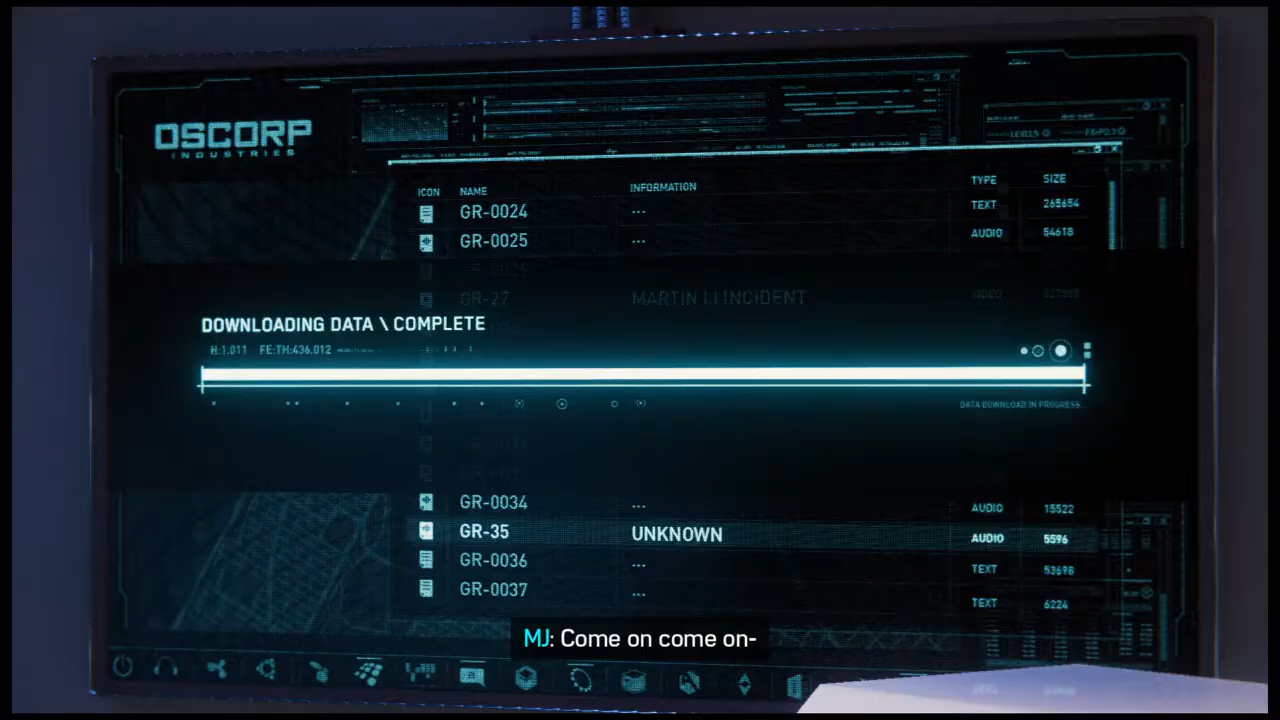 OSCORP
INDUSTRIES
LEVELS
ICON NAME INFORMATION TYPE SIZE
GR-0024 --- TEXT 265654
GR-0025 --- AUDIO 54618
GR-27 MARTIN LI INCIDENT
DOWNLOADING DATA \ COMPLETE
H:1.011 FE:TH:436.012
DATA DOWNLOAD IN PROGRESS
GR-0034 --- AUDIO 15522
GR-35 UNKNOWN AUDIO 5596
GR-0036 --- TEXT 53698
GR-0037 --- TEXT 6224
MJ: Come on come on-